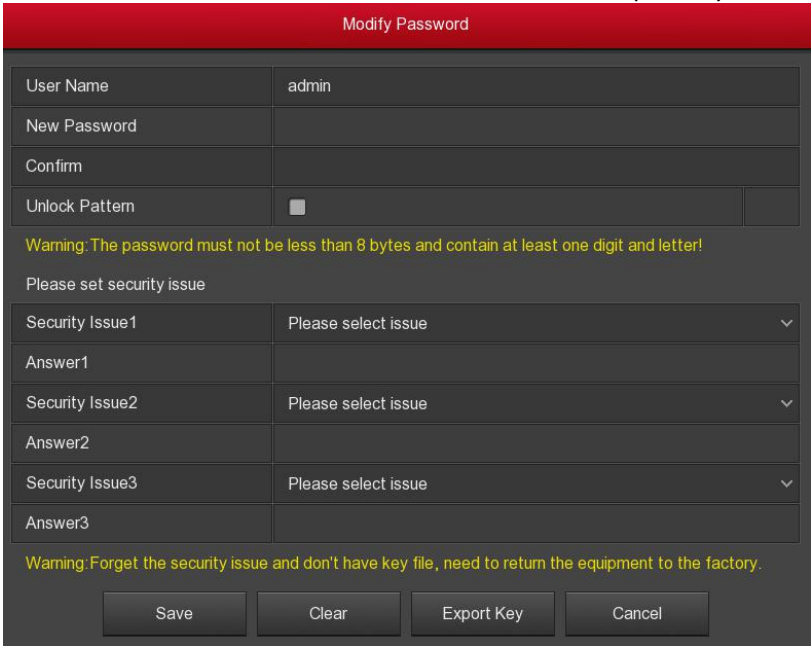 Modify Password
User Name admin
New Password
Confirm
Unlock Pattern
Warning:The password must not be less than 8 bytes and contain at least one digit and letter!
Please set security issue
Security Issue1 Please select issue
Answer1
Security Issue2 Please select issue
Answer2
Security Issue3 Please select issue
Answer3
Warning:Forget the security issue and don't have key file, need to return the equipment to the factory.
Save Clear Export Key Cancel